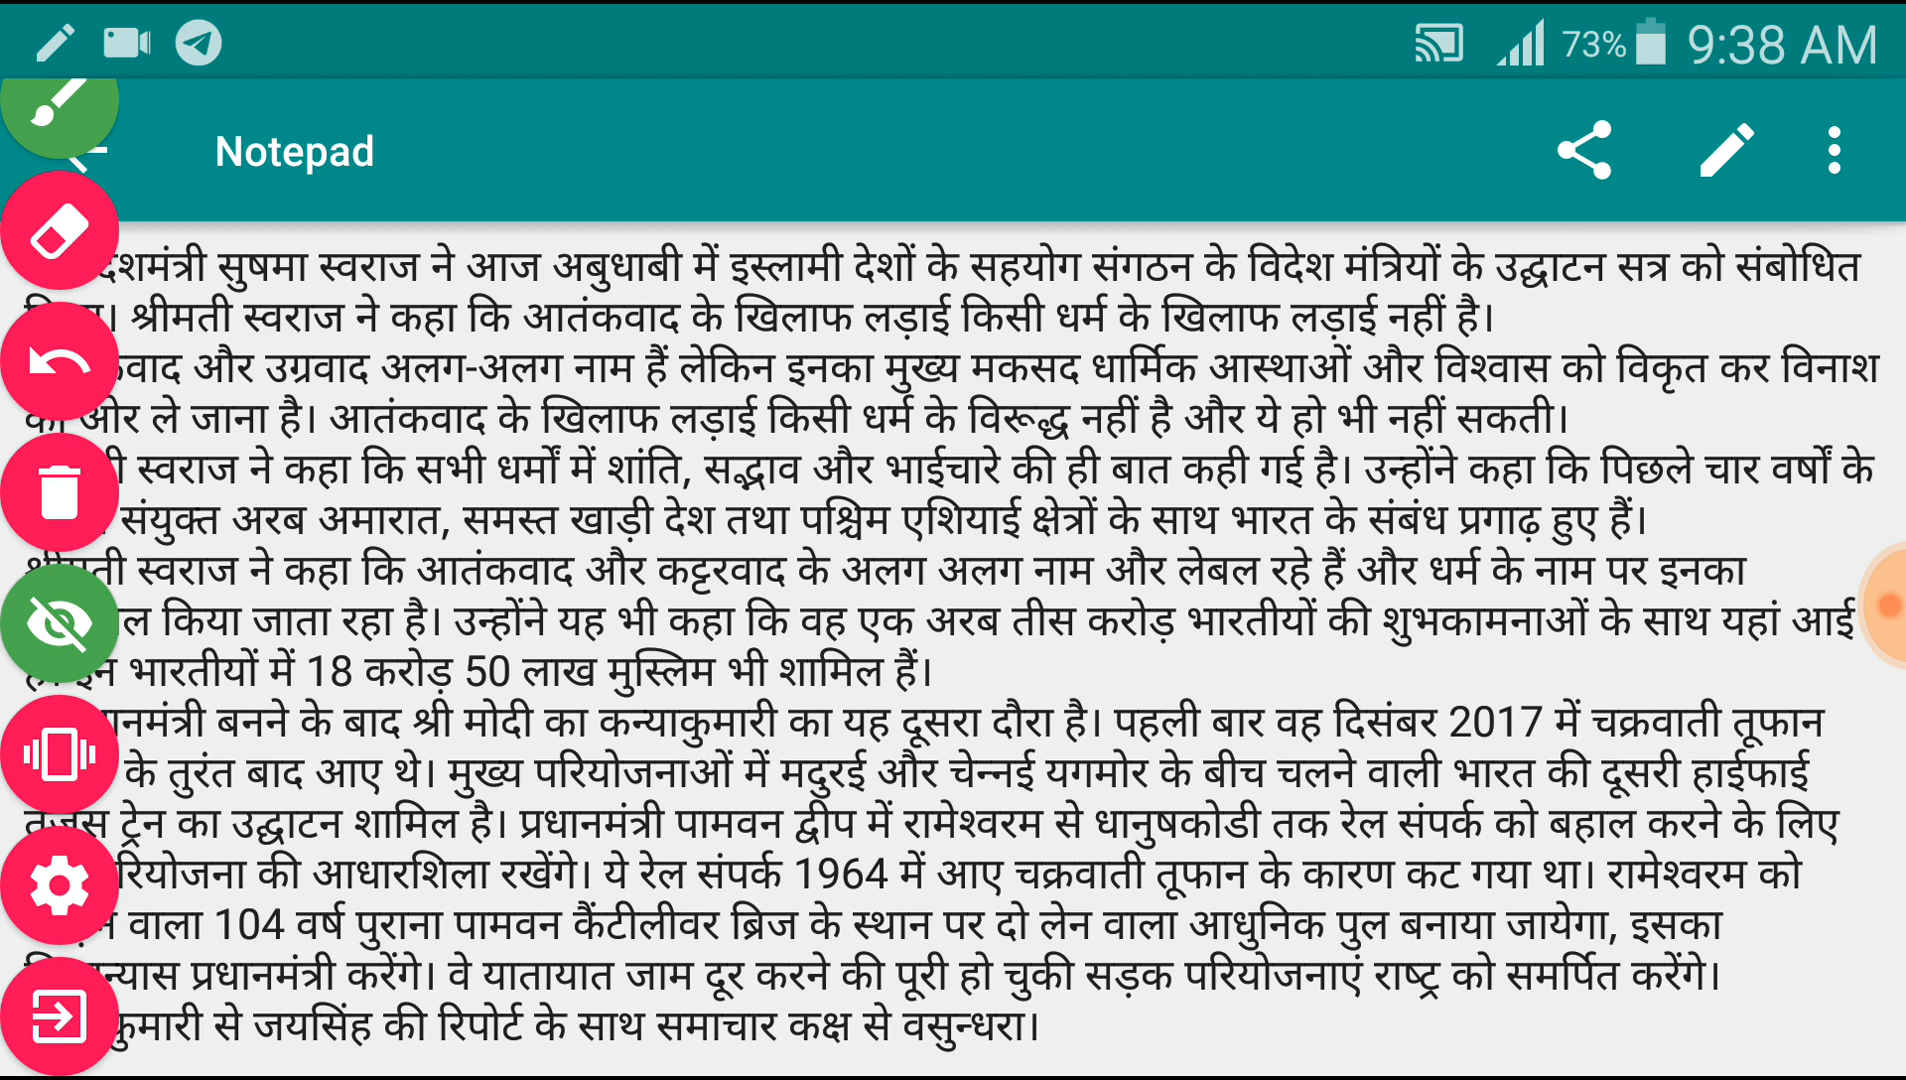 73% 9:38 AM
Notepad
सुषमा स्वराज ने आज अबुधाबी में इस्लामी देशों के सहयोग संगठन के विदेश मंत्रियों के उद्घाटन सत्र को संबोधित
श्रीमती स्वराज ने कहा कि आतंकवाद के खिलाफ लड़ाई किसी धर्म के खिलाफ लड़ाई नहीं है।
और उग्रवाद अलग-अलग नाम हैं लेकिन इनका मुख्य मकसद धार्मिक आस्थाओं और विश्वास को विकृत कर विनाश
ओर ले जाना है। आतंकवाद के खिलाफ लड़ाई किसी धर्म के विरूद्ध नहीं है और ये हो भी नहीं सकती।
स्वराज ने कहा कि सभी धर्मों में शांति, सद्भाव और भाईचारे की ही बात कही गई है। उन्होंने कहा कि पिछले चार वर्षों के
संयुक्त अरब अमारात, समस्त खाड़ी देश तथा पश्चिम एशियाई क्षेत्रों के साथ भारत के संबंध प्रगाढ़ हुए हैं।
श्रीमती स्वराज ने कहा कि आतंकवाद और कट्टरवाद के अलग अलग नाम और लेबल रहे हैं और धर्म के नाम पर इनका
किया जाता रहा है। उन्होंने यह भी कहा कि वह एक अरब तीस करोड़ भारतीयों की शुभकामनाओं के साथ यहां आई
भारतीयों में 18 करोड़ 50 लाख मुस्लिम भी शामिल हैं।
बनने के बाद श्री मोदी का कन्याकुमारी का यह दूसरा दौरा है। पहली बार वह दिसंबर 2017 में चक्रवाती तूफान
के तुरंत बाद आए थे। मुख्य परियोजनाओं में मदुरई और चेन्नई यगमोर के बीच चलने वाली भारत की दूसरी हाईफाई
तेजस ट्रेन का उद्घाटन शामिल है। प्रधानमंत्री पामवन द्वीप में रामेश्वरम से धानुषकोडी तक रेल संपर्क को बहाल करने के लिए
की आधारशिला रखेंगे। ये रेल संपर्क 1964 में आए चक्रवाती तूफान के कारण कट गया था। रामेश्वरम को
वाला 104 वर्ष पुराना पामवन कैंटीलीवर ब्रिज के स्थान पर दो लेन वाला आधुनिक पुल बनाया जायेगा, इसका
प्रधानमंत्री करेंगे। वे यातायात जाम दूर करने की पूरी हो चुकी सड़क परियोजनाएं राष्ट्र को समर्पित करेंगे।
से जयसिंह की रिपोर्ट के साथ समाचार कक्ष से वसुन्धरा।